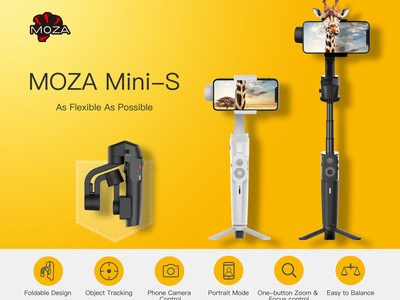 MOZA
MOZA Mini-S
As Flexible As Possible
Foldable Design
Object Tracking
Phone Camera
Control
Portrait Mode
One-button Zoom &
Focus control
Easy to Balance